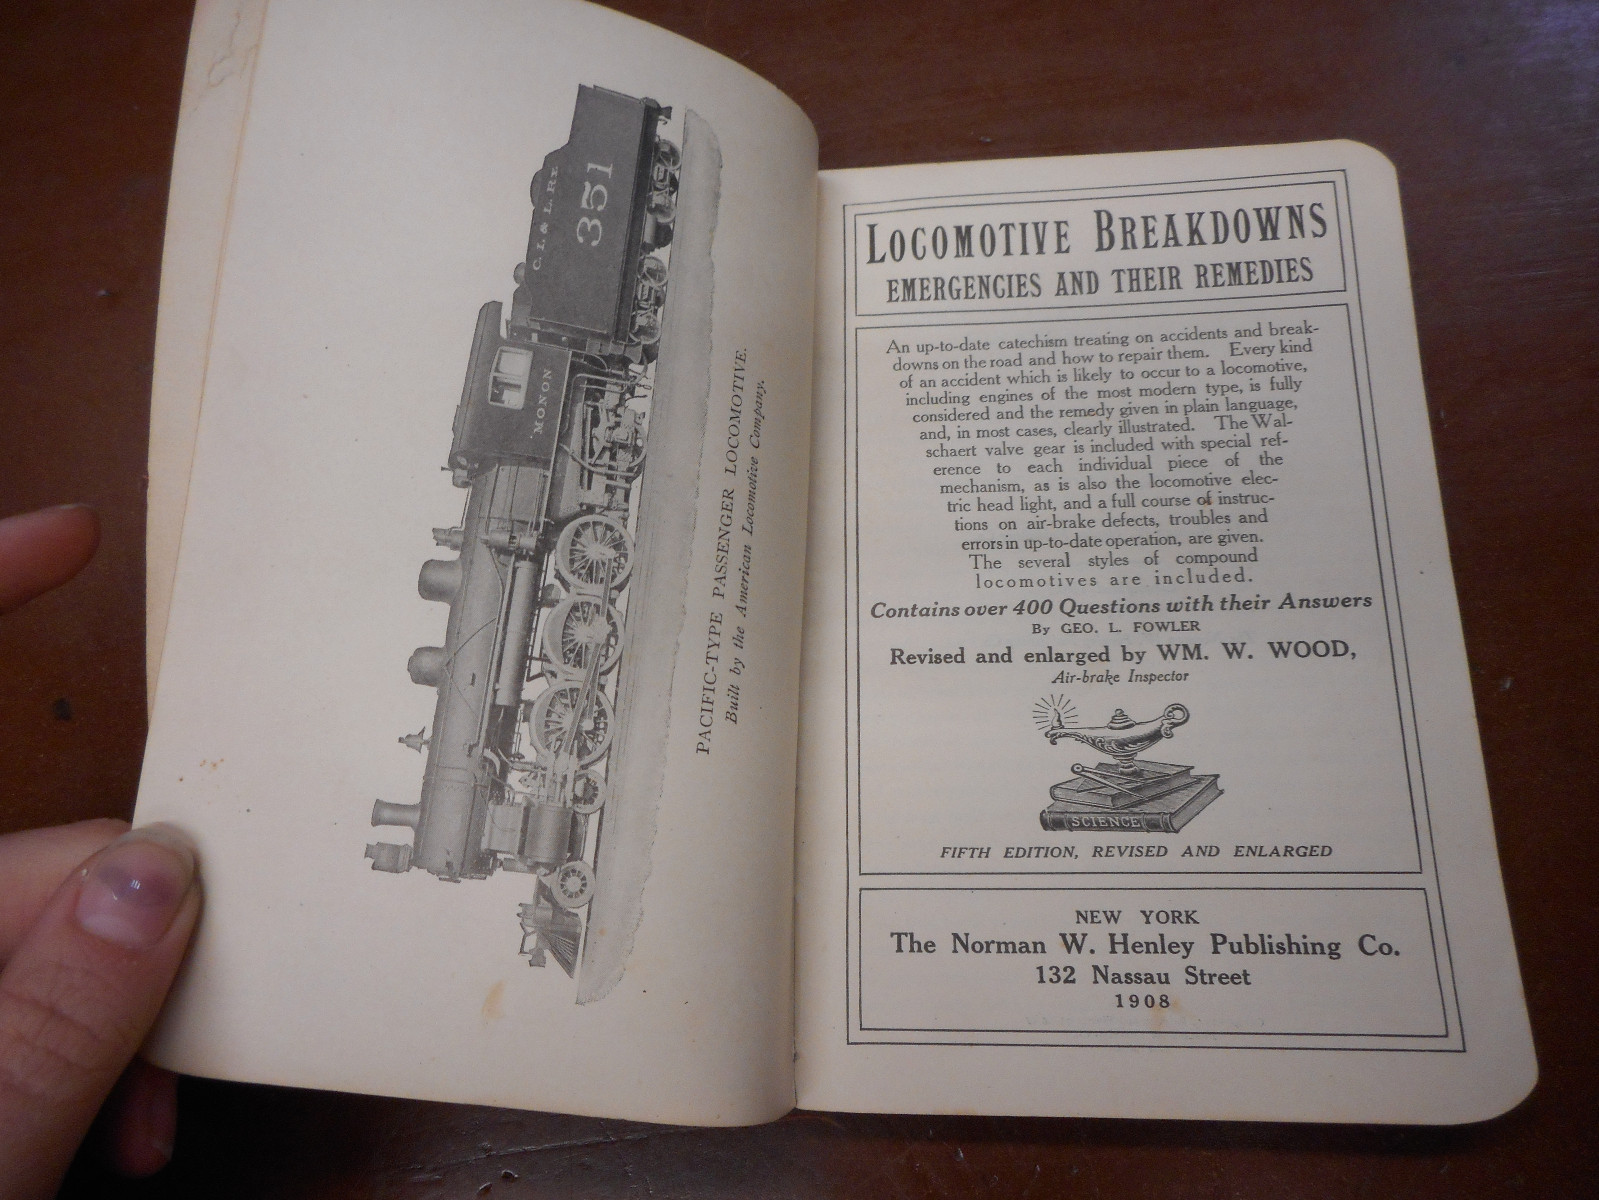 C. I. & L. Ry.
351
MONON
PACIFIC-TYPE PASSENGER LOCOMOTIVE.
Built by the American Locomotive Company.
LOCOMOTIVE BREAKDOWNS
EMERGENCIES AND THEIR REMEDIES
An up-to-date catechism treating on accidents and break-
downs on the road and how to repair them. Every kind
of an accident which is likely to occur to a locomotive,
including engines of the most modern type, is fully
considered and the remedy given in plain language,
and, in most cases, clearly illustrated. The Wal-
schaert valve gear is included with special ref-
erence to each individual piece of the
mechanism, as is also the locomotive elec-
tric head light, and a full course of instruc-
tions on air-brake defects, troubles and
errors in up-to-date operation, are given.
The several styles of compound
locomotives are included.
Contains over 400 Questions with their Answers
By GEO. L. FOWLER
Revised and enlarged by WM. W. WOOD,
Air-brake Inspector
SCIENCE
FIFTH EDITION, REVISED AND ENLARGED
NEW YORK
The Norman W. Henley Publishing Co.
132 Nassau Street
1908